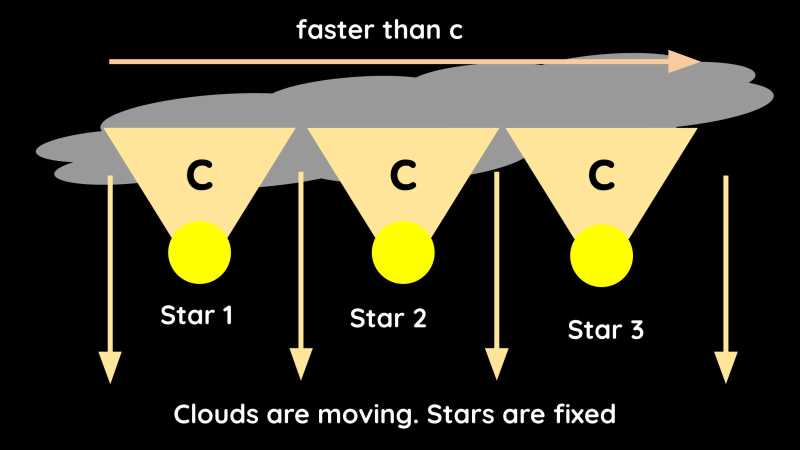 faster than c
C
C
C
Star 1
Star 2
Star 3
Clouds are moving. Stars are fixed